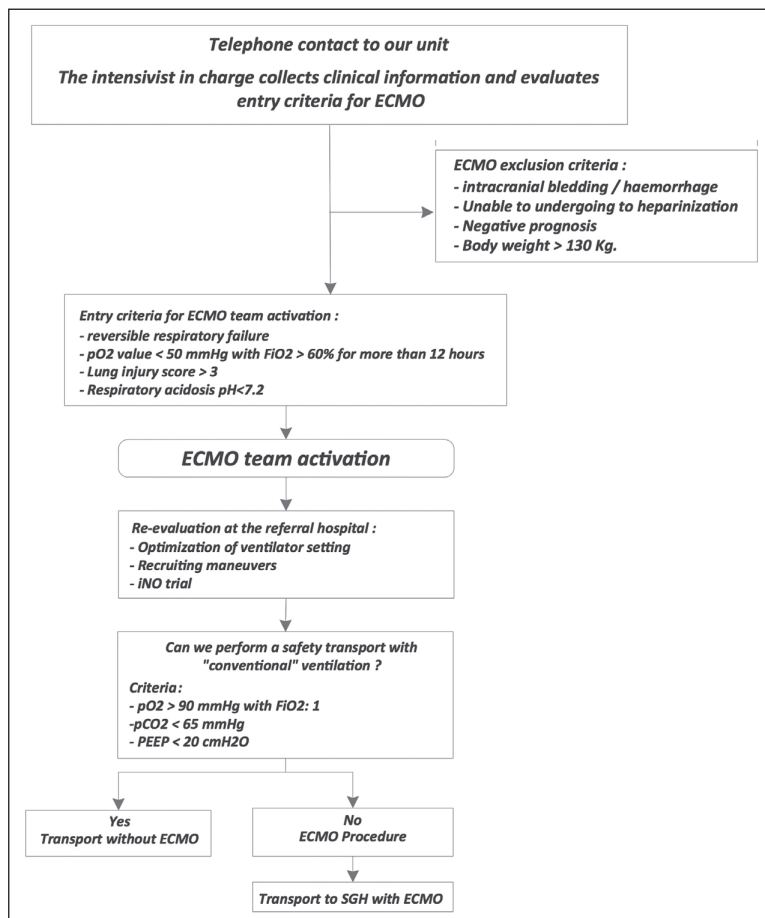 Telephone contact to our unit
The intensivist in charge collects clinical information and evaluates
entry criteria for ECMO
ECMO exclusion criteria :
- intracranial bledding / haemorrhage
- Unable to undergoing to heparinization
- Negative prognosis
- Body weight > 130 Kg.
Entry criteria for ECMO team activation :
- reversible respiratory failure
- pO2 value < 50 mmHg with FiO2 > 60% for more than 12 hours
- Lung injury score > 3
- Respiratory acidosis pH<7.2
ECMO team activation
Re-evaluation at the referral hospital :
- Optimization of ventilator setting
- Recruiting maneuvers
- iNO trial
Can we perform a safety transport with
"conventional" ventilation ?
Criteria :
- pO2 > 90 mmHg with FiO2: 1
-pCO2 < 65 mmHg
- PEEP < 20 cmH2O
Yes
Transport without ECMO
No
ECMO Procedure
Transport to SGH with ECMO